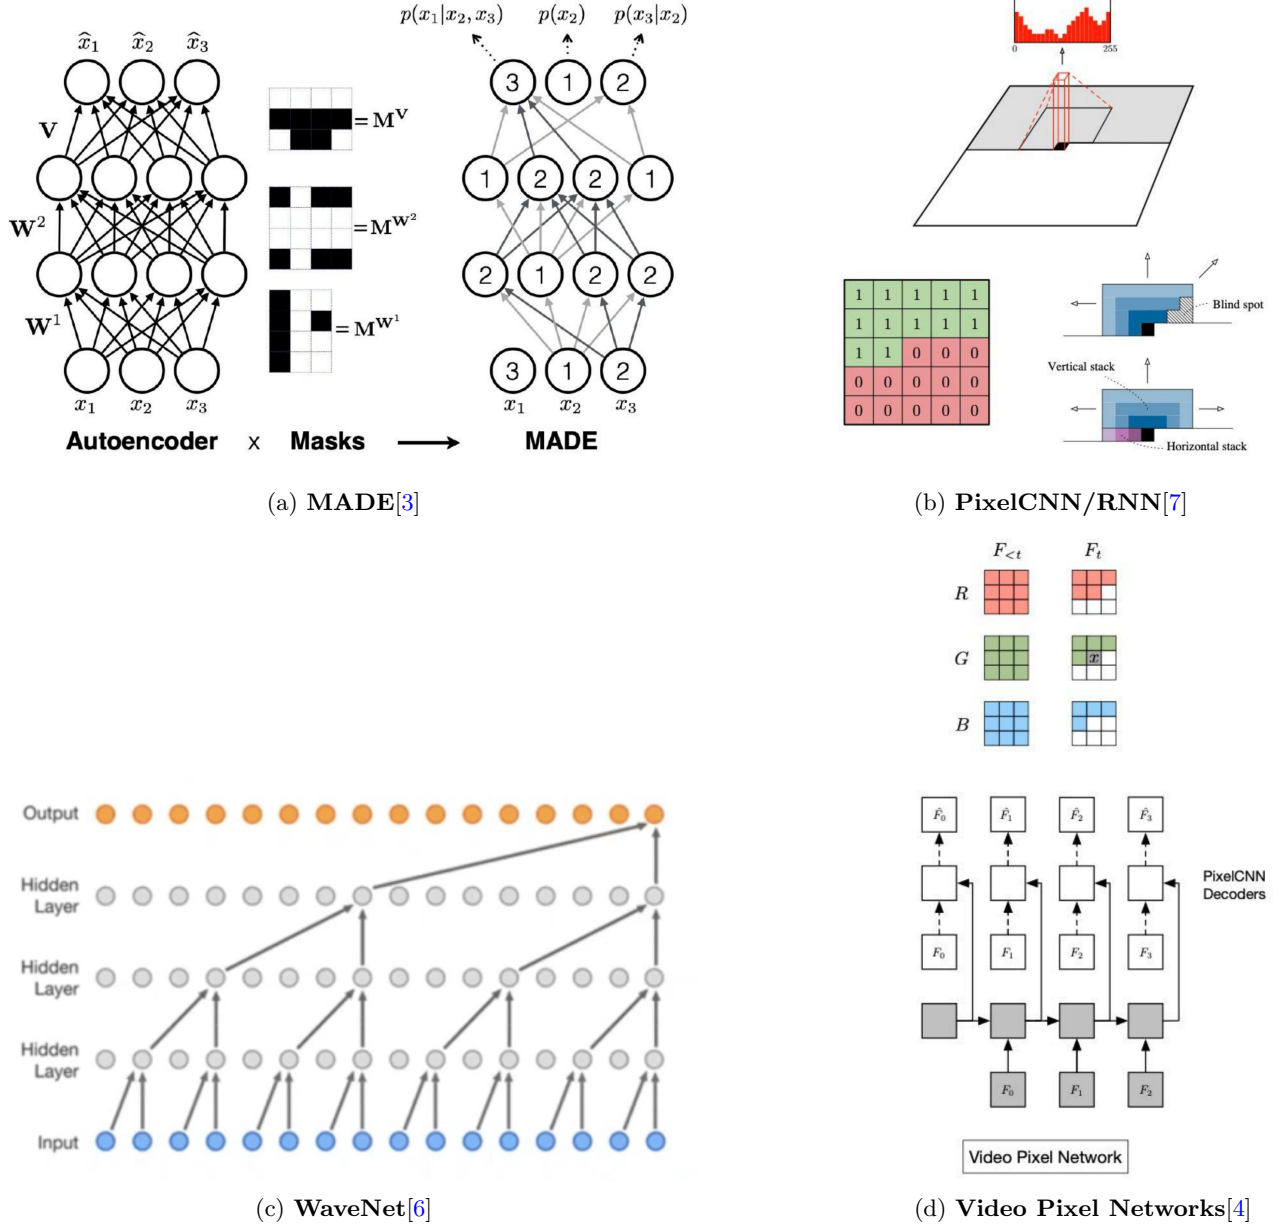 p(x₁|x₂, x₃) p(x₂) p(x₃|x₂)
x̂₁ x̂₂ x̂₃
3 1 2
V
= M^V
1 2 2 1
W²
= M^W²
2 1 2 2
W¹
= M^W¹
3 1 2
x₁ x₂ x₃
x₁ x₂ x₃
Autoencoder x Masks MADE
(a) MADE[3]
0 255
1 1 1 1 1
1 1 1 1 1
1 1 0 0 0
0 0 0 0 0
0 0 0 0 0
Blind spot
Vertical stack
Horizontal stack
(b) PixelCNN/RNN[7]
Output
Hidden
Layer
Hidden
Layer
Hidden
Layer
Input
(c) WaveNet[6]
F<t Ft
R
G x
B
F̂₀ F̂₁ F̂₂ F̂₃
PixelCNN
Decoders
F₀ F₁ F₂ F₃
F₀ F₁ F₂
Video Pixel Network
(d) Video Pixel Networks[4]